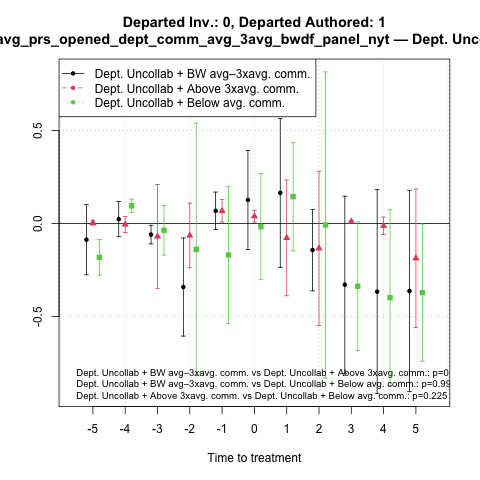 Departed Inv.: 0, Departed Authored: 1
avg_prs_opened_dept_comm_avg_3avg_bwdf_panel_nyt — Dept. Unco
Dept. Uncollab + BW avg–3xavg. comm.
Dept. Uncollab + Above 3xavg. comm.
Dept. Uncollab + Below avg. comm.
0.5
0.0
-0.5
Dept. Uncollab + BW avg–3xavg. comm. vs Dept. Uncollab + Above 3xavg. comm.: p=0
Dept. Uncollab + BW avg–3xavg. comm. vs Dept. Uncollab + Below avg. comm.: p=0.99
Dept. Uncollab + Above 3xavg. comm. vs Dept. Uncollab + Below avg. comm.: p=0.225
-5 -4 -3 -2 -1 0 1 2 3 4 5
Time to treatment